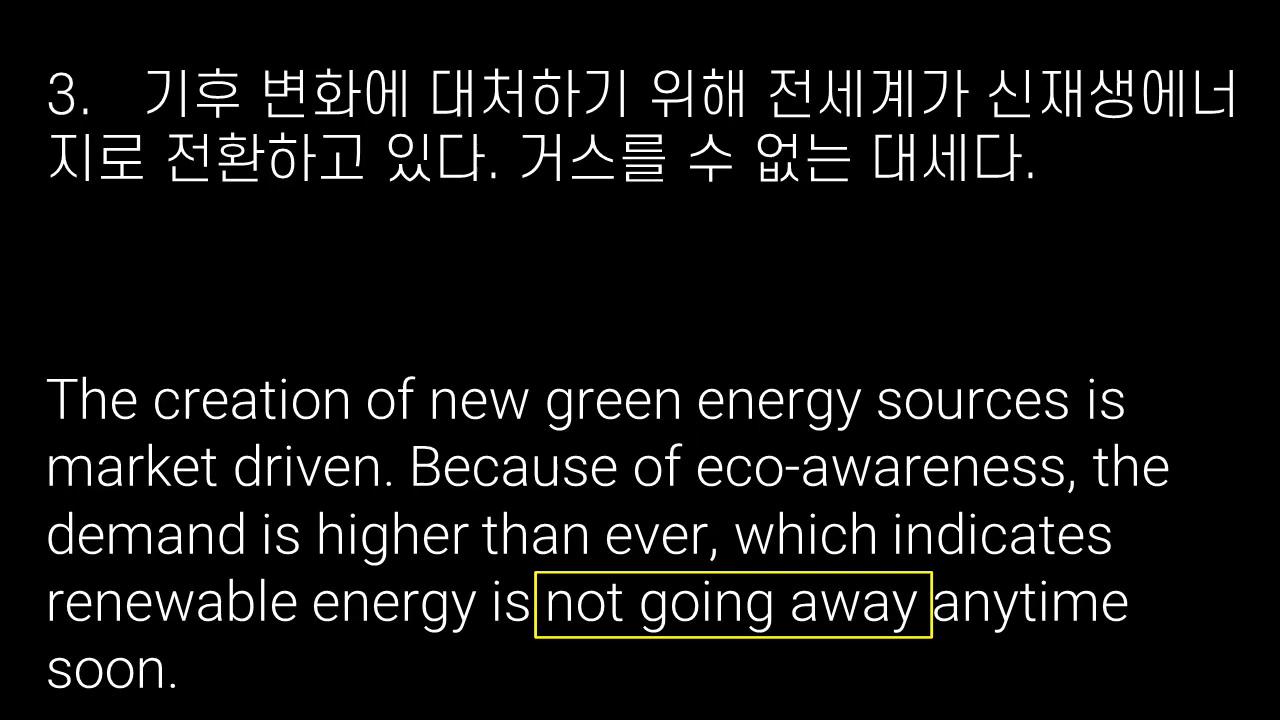 3. 기후 변화에 대처하기 위해 전세계가 신재생에너
지로 전환하고 있다. 거스를 수 없는 대세다.
The creation of new green energy sources is
market driven. Because of eco-awareness, the
demand is higher than ever, which indicates
renewable energy is not going away anytime
soon.